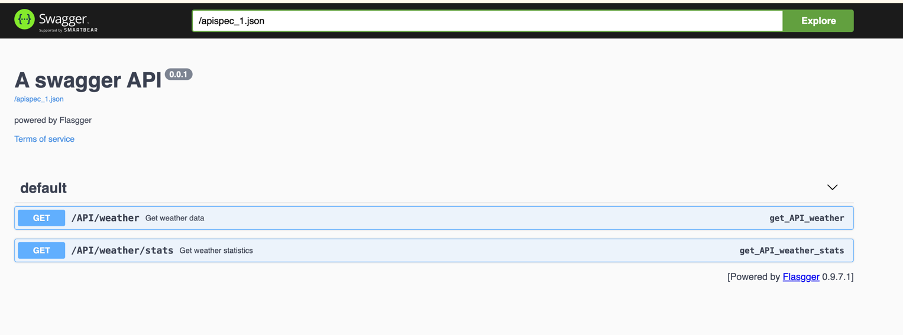 Swagger.
Supported by SMARTBEAR
/apispec_1.json
Explore
A swagger API 0.0.1
/apispec_1.json
powered by Flasgger
Terms of service
default
GET /API/weather Get weather data get_API_weather
GET /API/weather/stats Get weather statistics get_API_weather_stats
[Powered by Flasgger 0.9.7.1]